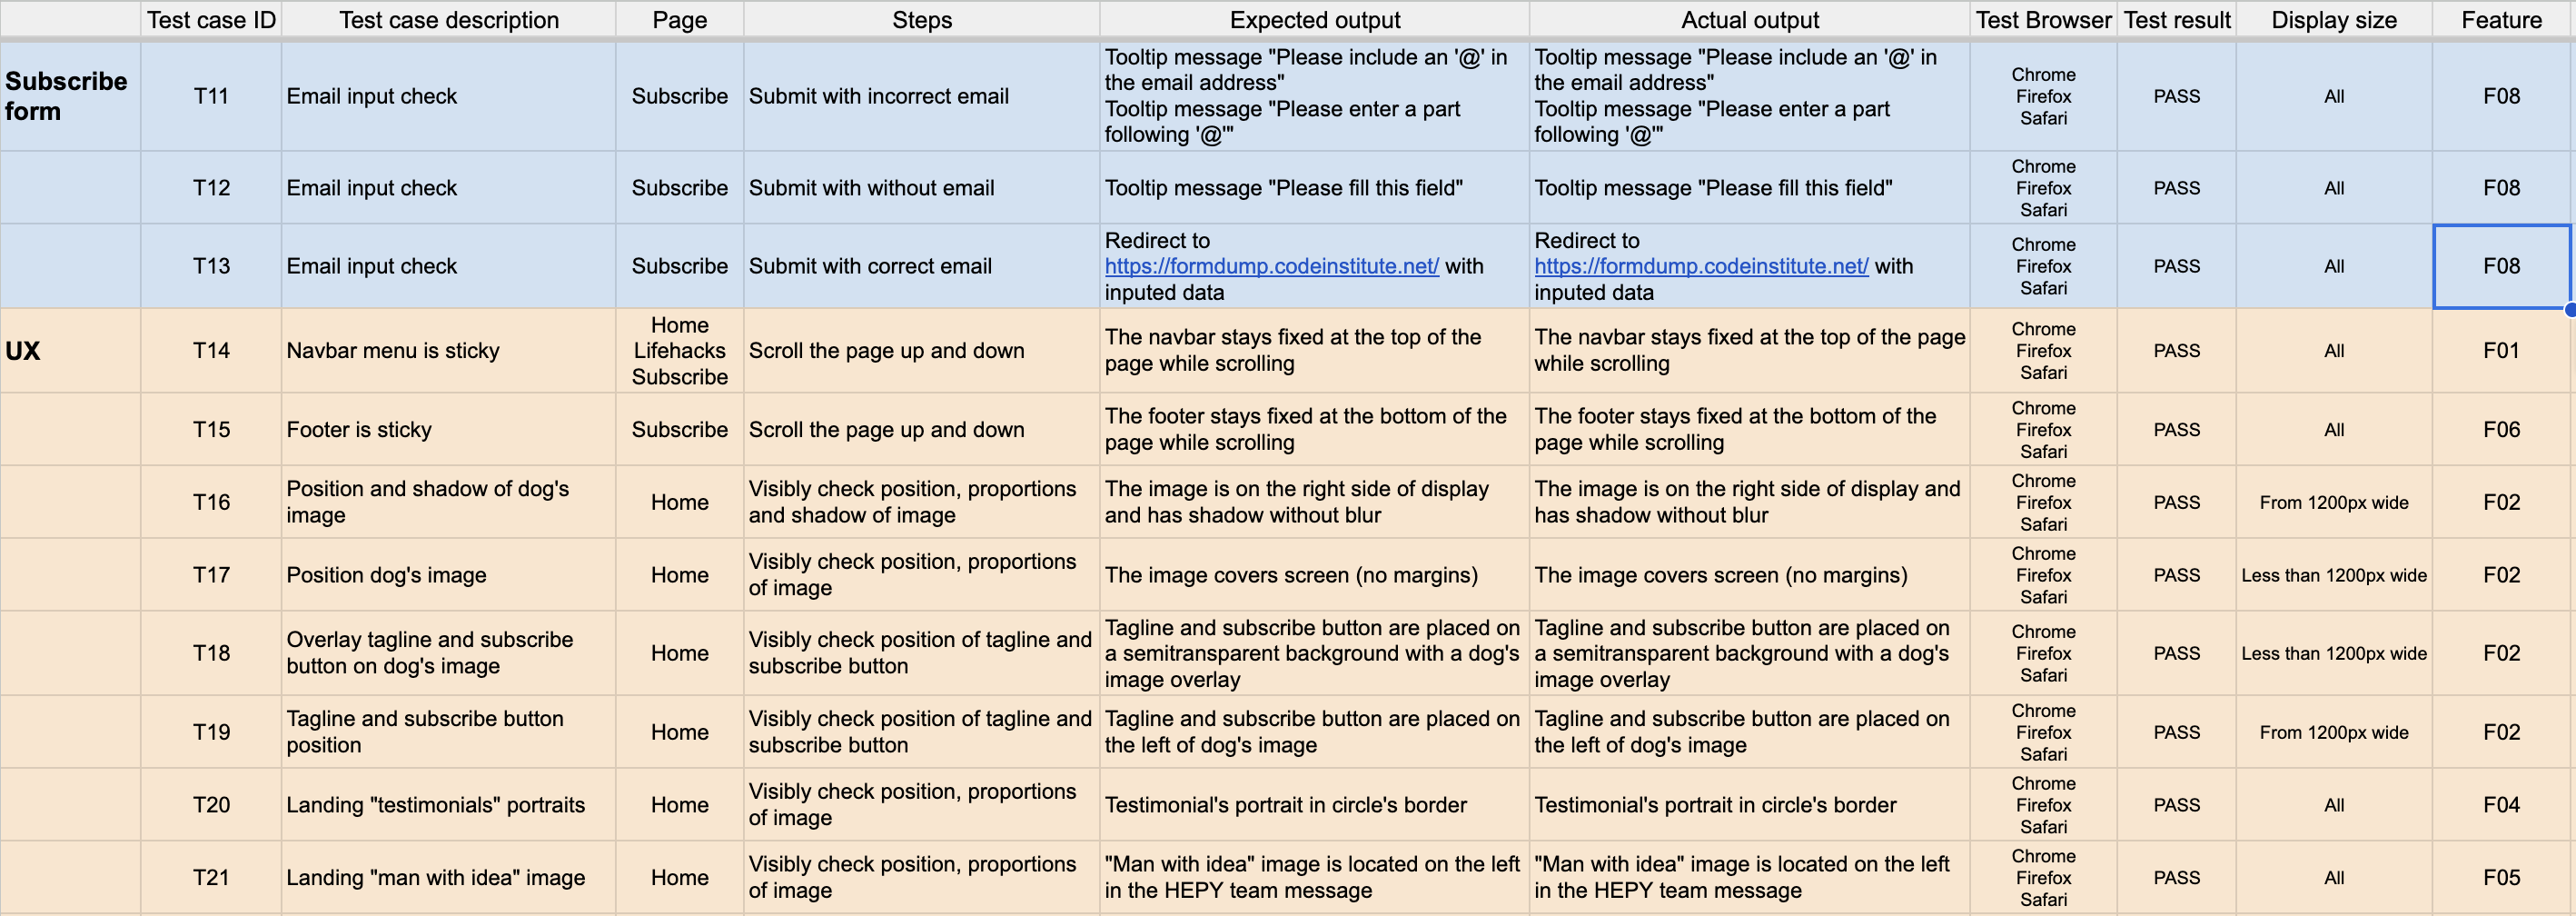 Test case ID Test case description Page Steps Expected output Actual output Test Browser Test result Display size Feature
Subscribe
form
T11
Email input check
Subscribe
Submit with incorrect email
Tooltip message "Please include an '@' in
the email address"
Tooltip message "Please enter a part
following '@'"
Tooltip message "Please include an '@' in
the email address"
Tooltip message "Please enter a part
following '@'"
Chrome
Firefox
Safari
PASS
All
F08
T12
Email input check
Subscribe
Submit with without email
Tooltip message "Please fill this field"
Tooltip message "Please fill this field"
Chrome
Firefox
Safari
PASS
All
F08
T13
Email input check
Subscribe
Submit with correct email
Redirect to
https://formdump.codeinstitute.net/ with
inputed data
Redirect to
https://formdump.codeinstitute.net/ with
inputed data
Chrome
Firefox
Safari
PASS
All
F08
UX
T14
Navbar menu is sticky
Home
Lifehacks
Subscribe
Scroll the page up and down
The navbar stays fixed at the top of the
page while scrolling
The navbar stays fixed at the top of the page
while scrolling
Chrome
Firefox
Safari
PASS
All
F01
T15
Footer is sticky
Subscribe
Scroll the page up and down
The footer stays fixed at the bottom of the
page while scrolling
The footer stays fixed at the bottom of the
page while scrolling
Chrome
Firefox
Safari
PASS
All
F06
T16
Position and shadow of dog's
image
Home
Visibly check position, proportions
and shadow of image
The image is on the right side of display
and has shadow without blur
The image is on the right side of display and
has shadow without blur
Chrome
Firefox
Safari
PASS
From 1200px wide
F02
T17
Position dog's image
Home
Visibly check position, proportions
of image
The image covers screen (no margins)
The image covers screen (no margins)
Chrome
Firefox
Safari
PASS
Less than 1200px wide
F02
T18
Overlay tagline and subscribe
button on dog's image
Home
Visibly check position of tagline and
subscribe button
Tagline and subscribe button are placed on
a semitransparent background with a dog's
image overlay
Tagline and subscribe button are placed on
a semitransparent background with a dog's
image overlay
Chrome
Firefox
Safari
PASS
Less than 1200px wide
F02
T19
Tagline and subscribe button
position
Home
Visibly check position of tagline and
subscribe button
Tagline and subscribe button are placed on
the left of dog's image
Tagline and subscribe button are placed on
the left of dog's image
Chrome
Firefox
Safari
PASS
From 1200px wide
F02
T20
Landing "testimonials" portraits
Home
Visibly check position, proportions
of image
Testimonial's portrait in circle's border
Testimonial's portrait in circle's border
Chrome
Firefox
Safari
PASS
All
F04
T21
Landing "man with idea" image
Home
Visibly check position, proportions
of image
"Man with idea" image is located on the left
in the HEPY team message
"Man with idea" image is located on the left
in the HEPY team message
Chrome
Firefox
Safari
PASS
All
F05